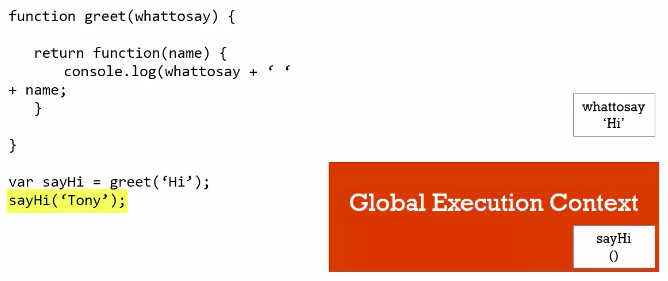 function greet(whattosay) {
return function(name) {
console.log(whattosay + ‘ ‘
+ name;
}
}
var sayHi = greet(‘Hi’);
sayHi(‘Tony’);
whattosay
‘Hi’
Global Execution Context
sayHi
()